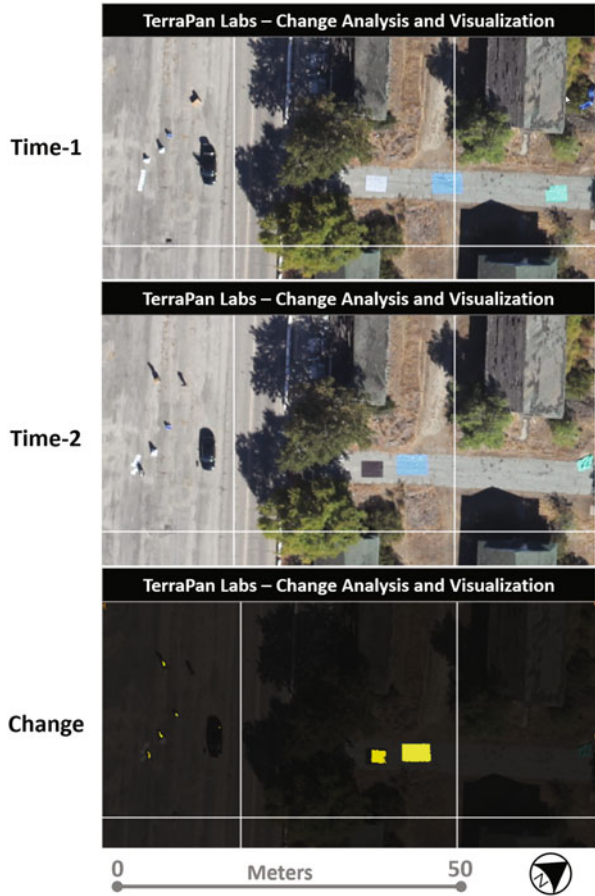 TerraPan Labs – Change Analysis and Visualization
Time-1
TerraPan Labs – Change Analysis and Visualization
Time-2
TerraPan Labs – Change Analysis and Visualization
Change
0 Meters 50
N